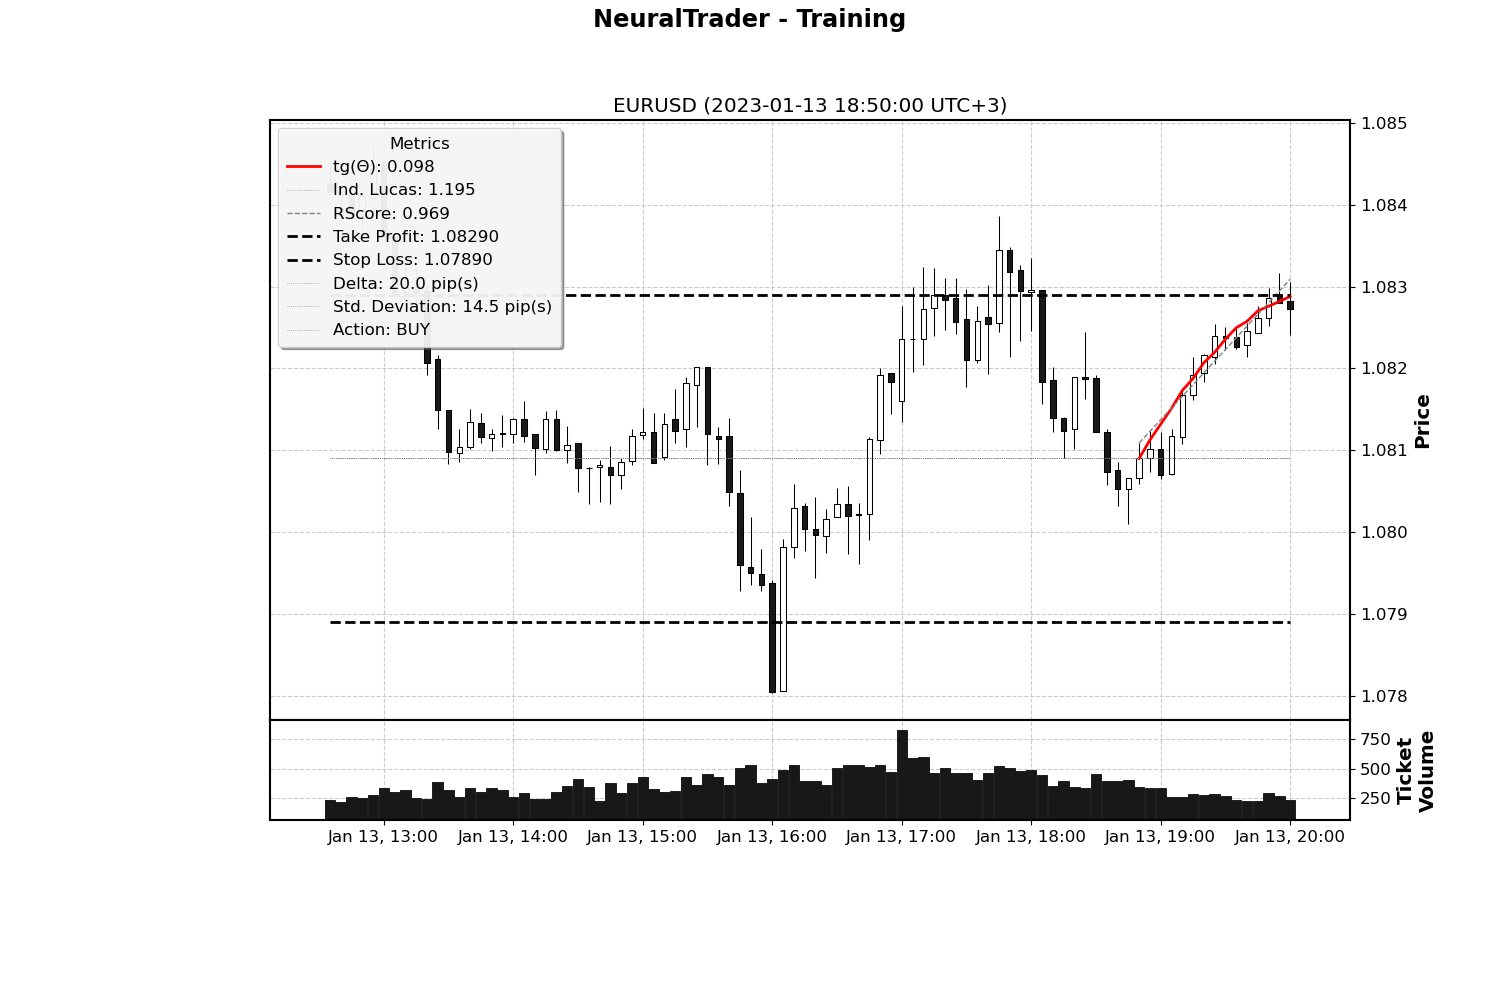 NeuralTrader - Training
EURUSD (2023-01-13 18:50:00 UTC+3)
Metrics
tg(Θ): 0.098
Ind. Lucas: 1.195
RScore: 0.969
Take Profit: 1.08290
Stop Loss: 1.07890
Delta: 20.0 pip(s)
Std. Deviation: 14.5 pip(s)
Action: BUY
1.085
1.084
1.083
1.082
1.081
1.080
1.079
1.078
Price
750
500
250
Ticket
Volume
Jan 13, 13:00
Jan 13, 14:00
Jan 13, 15:00
Jan 13, 16:00
Jan 13, 17:00
Jan 13, 18:00
Jan 13, 19:00
Jan 13, 20:00